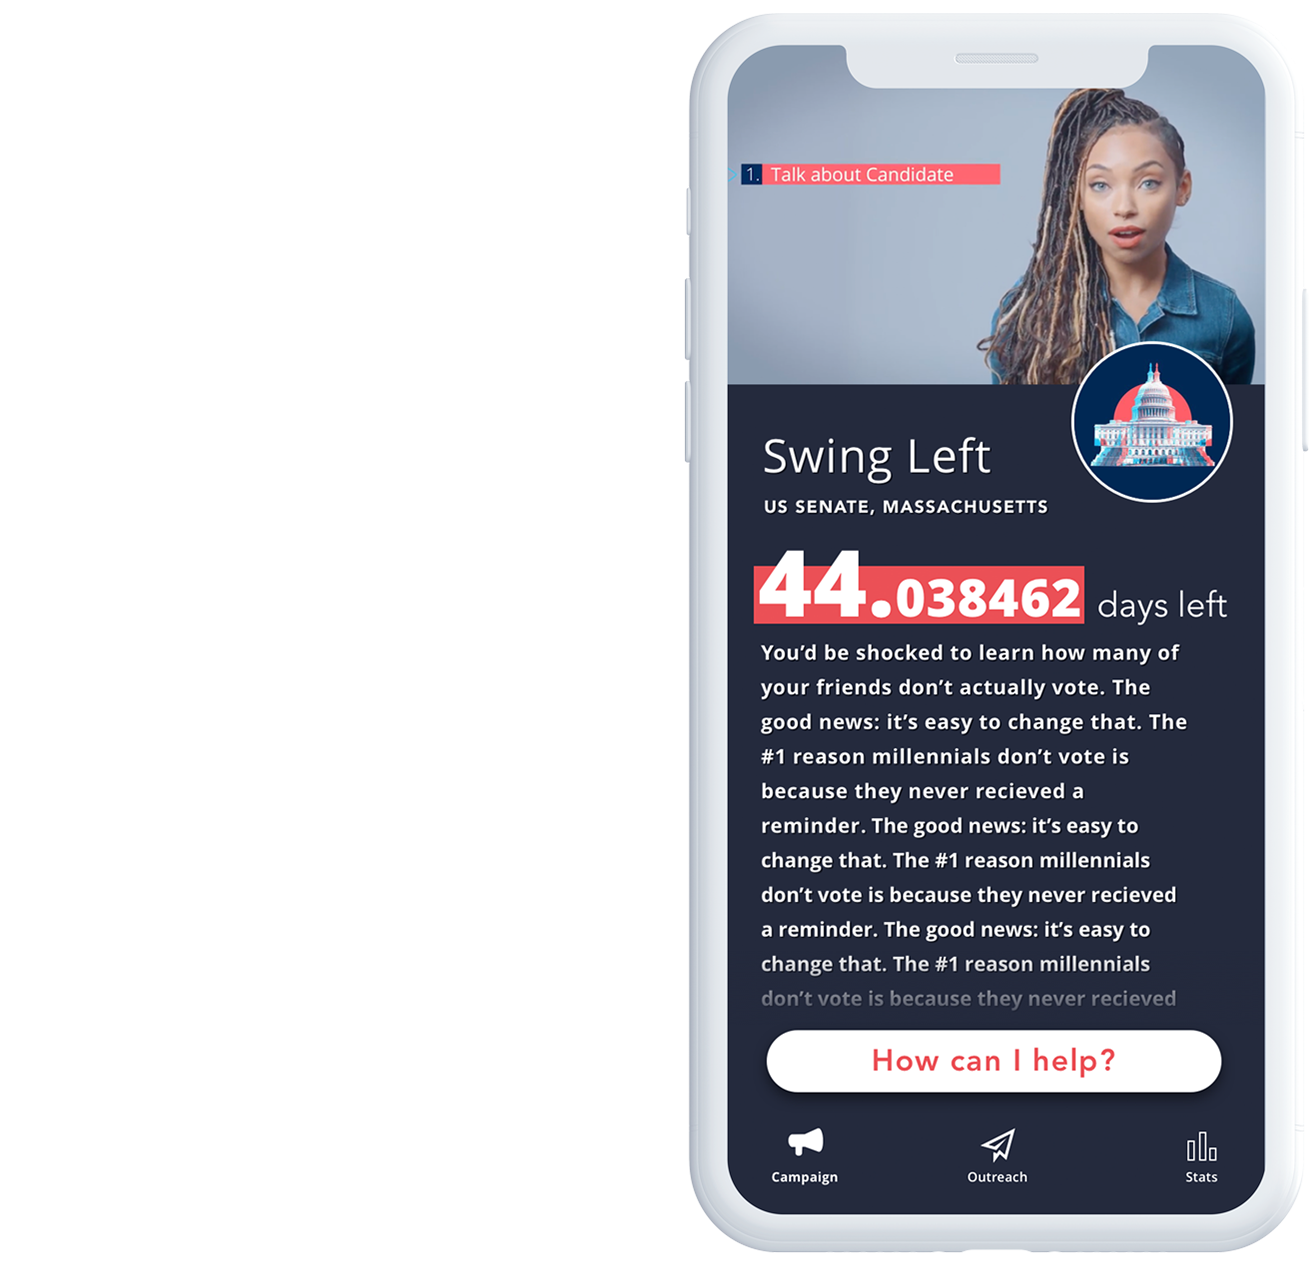 1. Talk about Candidate
Swing Left
US SENATE, MASSACHUSETTS
44.038462 days left
You’d be shocked to learn how many of
your friends don’t actually vote. The
good news: it’s easy to change that. The
#1 reason millennials don’t vote is
because they never recieved a
reminder. The good news: it’s easy to
change that. The #1 reason millennials
don’t vote is because they never recieved
a reminder. The good news: it’s easy to
change that. The #1 reason millennials
don’t vote is because they never recieved
How can I help?
Campaign
Outreach
Stats